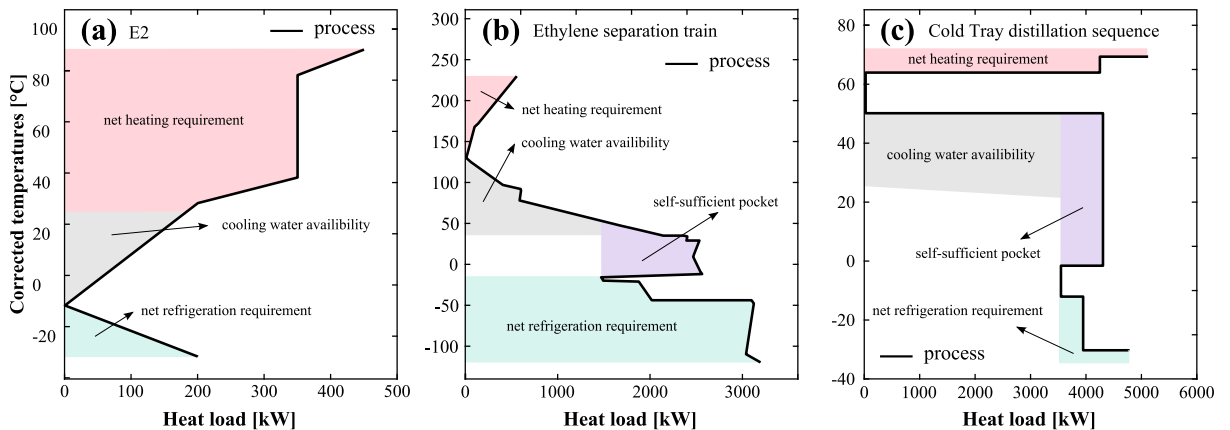 (a) E2
process
100
80
60
40
20
0
-20
Corrected temperatures [°C]
net heating requirement
cooling water availibility
net refrigeration requirement
0 100 200 300 400 500
Heat load [kW]
(b) Ethylene separation train
process
300
250
200
150
100
50
0
-50
-100
net heating requirement
cooling water availibility
self-sufficient pocket
net refrigeration requirement
0 1000 2000 3000
Heat load [kW]
(c) Cold Tray distillation sequence
80
60
40
20
0
-20
-40
net heating requirement
cooling water availibility
self-sufficient pocket
net refrigeration requirement
process
0 1000 2000 3000 4000 5000 6000
Heat load [kW]